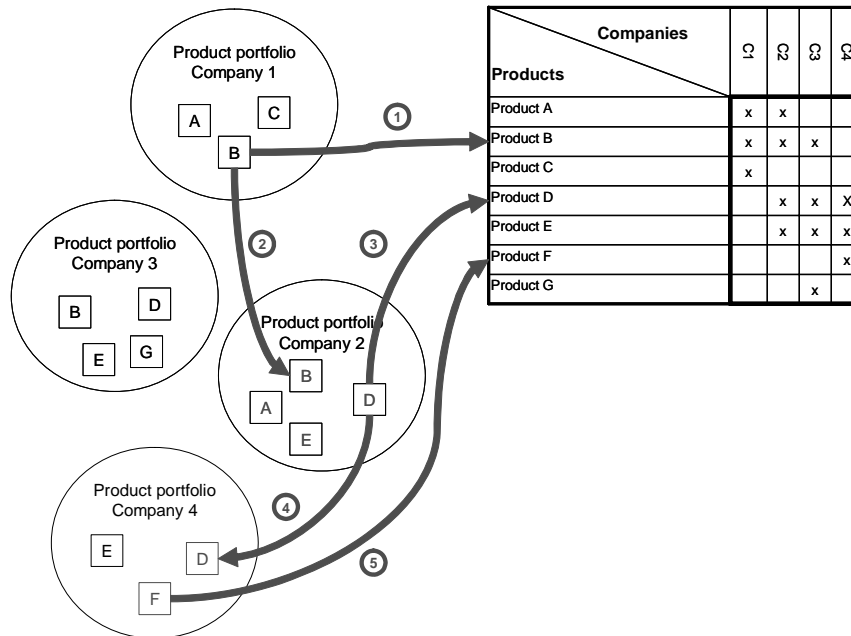 Product portfolio
Company 1
A
C
B
1
2
3
Product portfolio
Company 3
B
D
E
G
Product portfolio
Company 2
B
A
D
E
4
Product portfolio
Company 4
E
D
F
5
Companies
Products
C1
C2
C3
C4
Product A x x
Product B x x x
Product C x
Product D x x X
Product E x x x
Product F x
Product G x